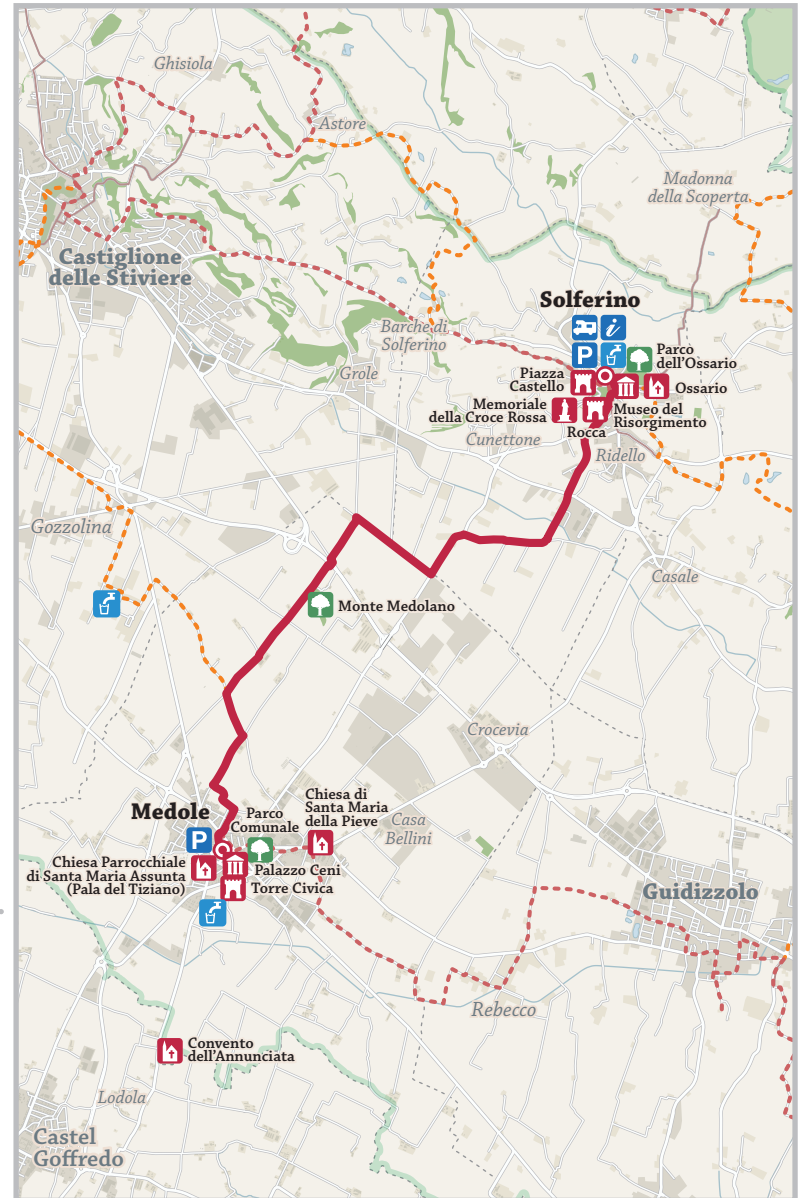 Ghisiola
Astore
Madonna
della Scoperta
Castiglione
delle Stiviere
Solferino
i
P
Barche di
Solferino
Parco
dell'Ossario
Grole
Piazza
Castello
Ossario
Memoriale
della Croce Rossa
Museo del
Risorgimento
Rocca
Cunettone
Ridello
Gozzolina
Casale
Monte Medolano
Crocevia
Medole
P
Parco
Comunale
Chiesa di
Santa Maria
della Pieve
Casa
Bellini
Chiesa Parrocchiale
di Santa Maria Assunta
(Pala del Tiziano)
Palazzo Ceni
Torre Civica
Guidizzolo
Rebecco
Convento
dell'Annunciata
Lodola
Castel
Goffredo